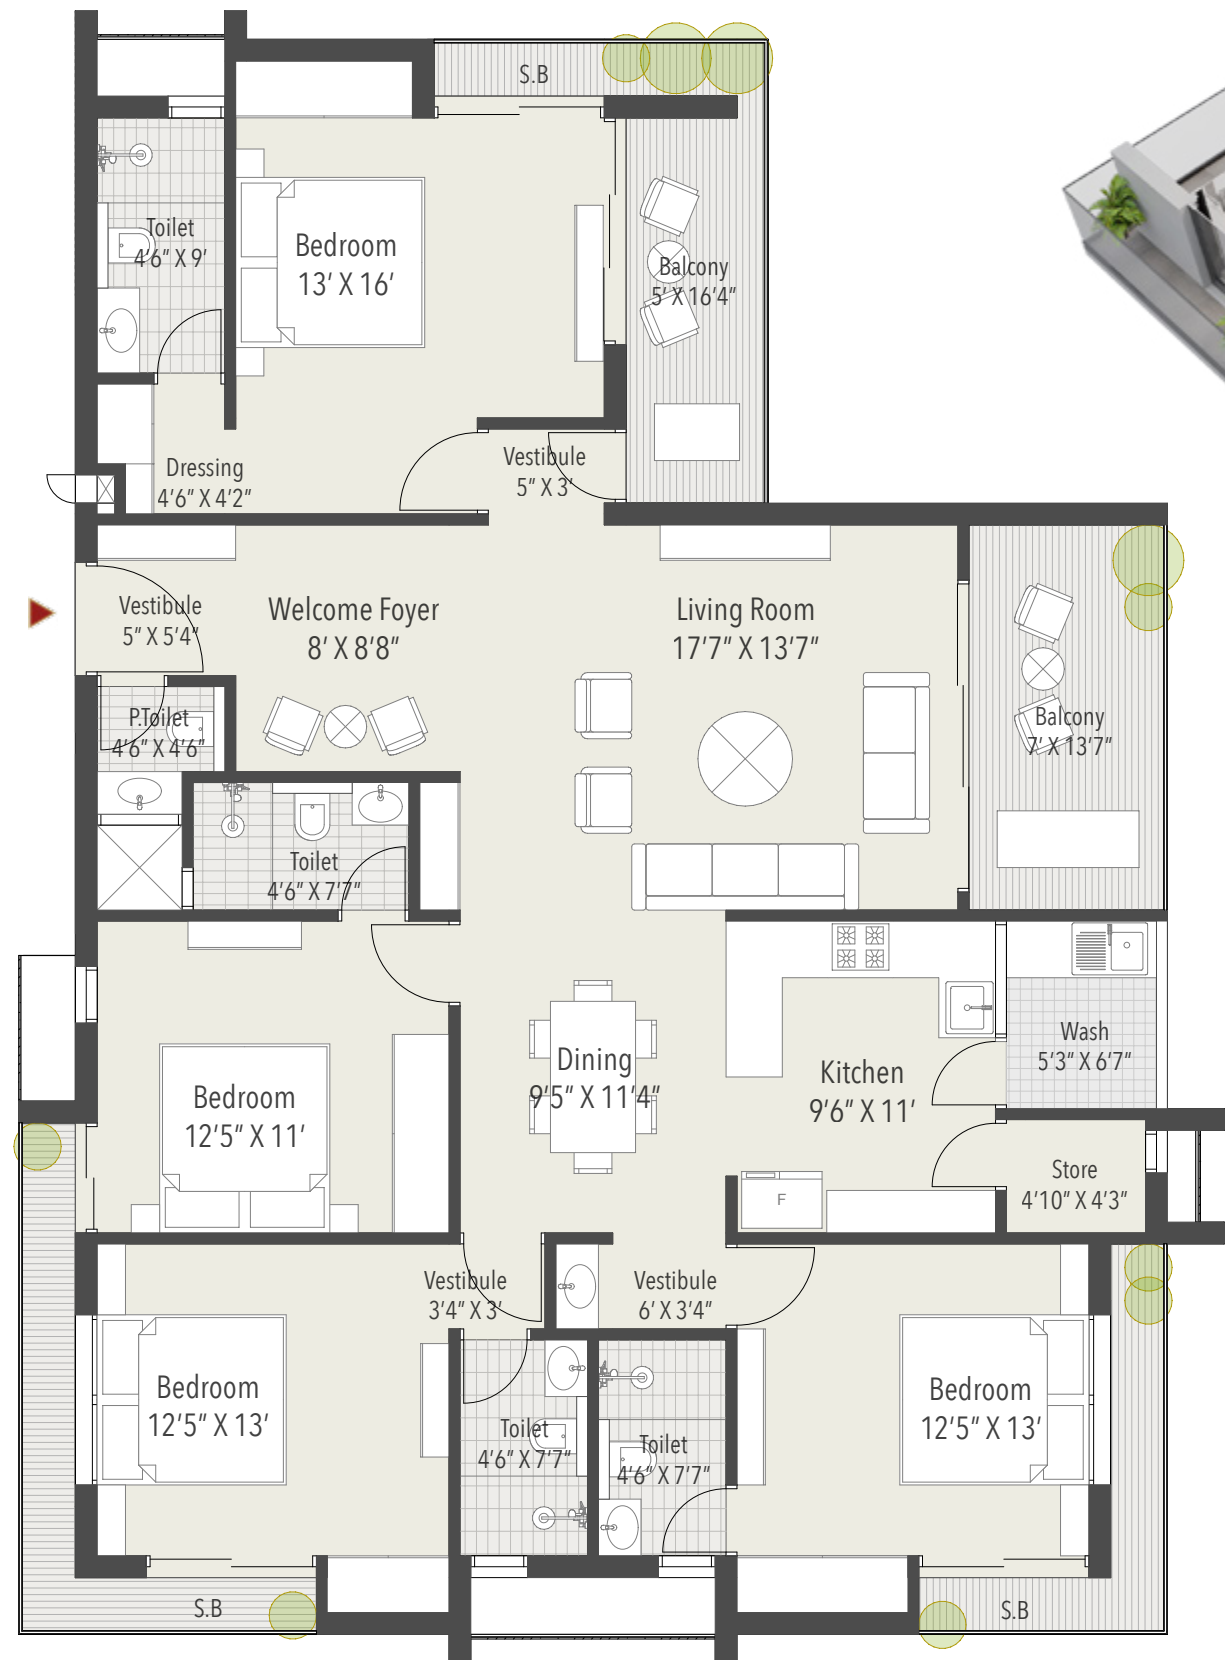 S.B
Toilet
4'6" X 9'
Bedroom
13' X 16'
Balcony
5' X 16'4"
Dressing
4'6" X 4'2"
Vestibule
5" X 3'
Vestibule
5" X 5'4"
Welcome Foyer
8' X 8'8"
Living Room
17'7" X 13'7"
P.Toilet
4'6" X 4'6"
Balcony
7' X 13'7"
Toilet
4'6" X 7'7"
Bedroom
12'5" X 11'
Dining
9'5" X 11'4"
Kitchen
9'6" X 11'
Wash
5'3" X 6'7"
Store
4'10" X 4'3"
F
Vestibule
3'4" X 3'
Vestibule
6' X 3'4"
Bedroom
12'5" X 13'
Toilet
4'6" X 7'7"
Toilet
4'6" X 7'7"
Bedroom
12'5" X 13'
S.B
S.B